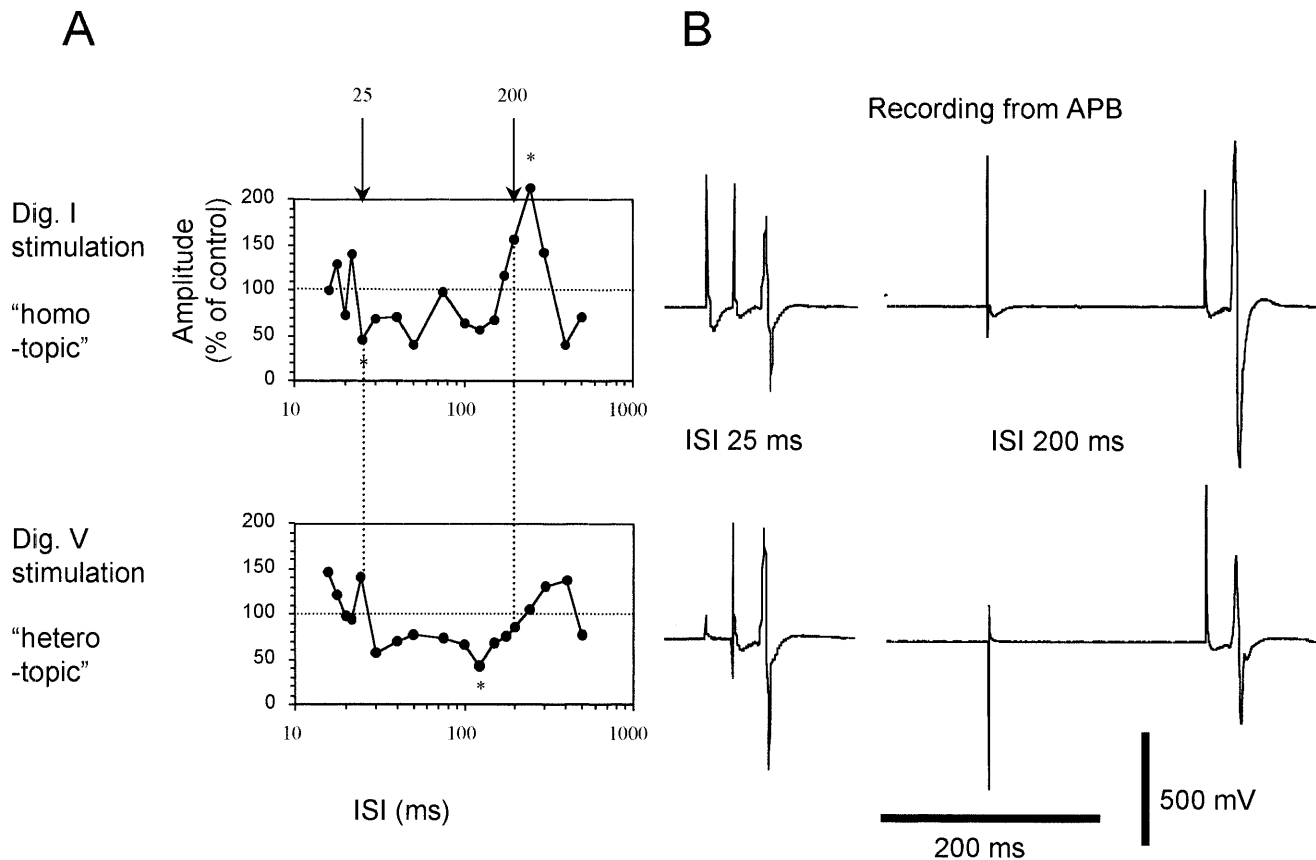 A
B
25
200
Recording from APB
*
Dig. I
stimulation
“homo
-topic”
Amplitude
(% of control)
200
150
100
50
0
*
10
100
1000
ISI 25 ms
ISI 200 ms
Dig. V
stimulation
“hetero
-topic”
200
150
100
50
0
*
10
100
1000
ISI (ms)
500 mV
200 ms